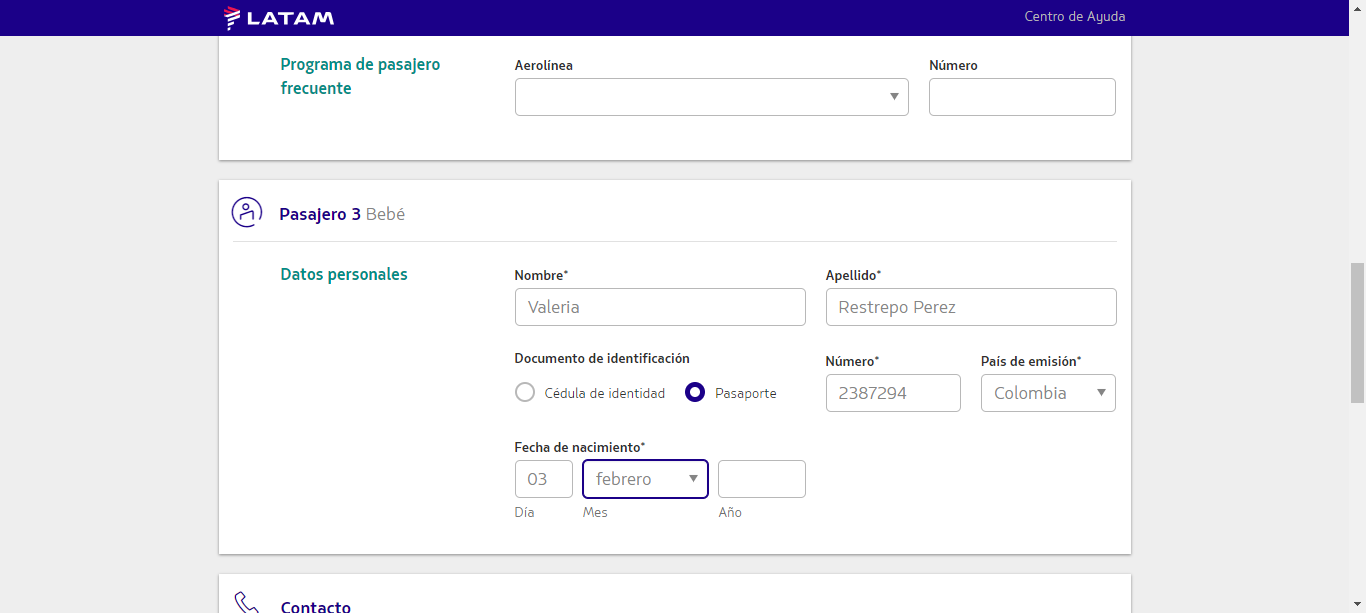 LATAM
Centro de Ayuda
Programa de pasajero
frecuente
Aerolínea
Número
Pasajero 3 Bebé
Datos personales
Nombre*
Apellido*
Valeria
Restrepo Perez
Documento de identificación
Número*
País de emisión*
Cédula de identidad
Pasaporte
2387294
Colombia
Fecha de nacimiento*
03
febrero
Día
Mes
Año
Contacto